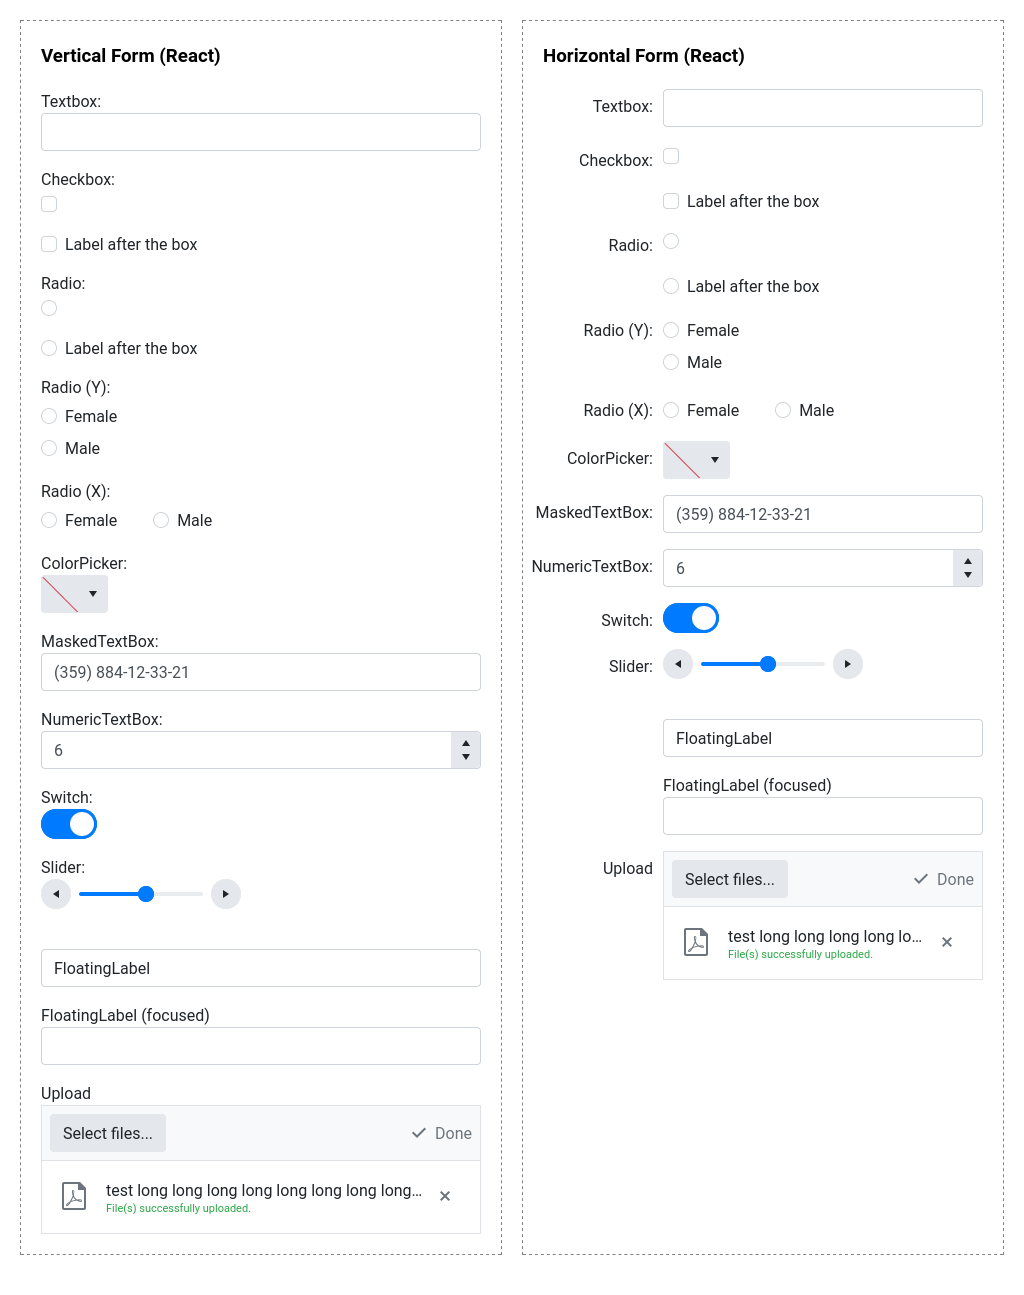 Vertical Form (React)
Textbox:
Checkbox:
Label after the box
Radio:
Label after the box
Radio (Y):
Female
Male
Radio (X):
Female Male
ColorPicker:
MaskedTextBox:
(359) 884-12-33-21
NumericTextBox:
6
Switch:
Slider:
FloatingLabel
FloatingLabel (focused)
Upload
Select files... Done
test long long long long long long long long...
File(s) successfully uploaded.
Horizontal Form (React)
Textbox:
Checkbox:
Label after the box
Radio:
Label after the box
Radio (Y): Female
Male
Radio (X): Female Male
ColorPicker:
MaskedTextBox: (359) 884-12-33-21
NumericTextBox: 6
Switch:
Slider:
FloatingLabel
FloatingLabel (focused)
Upload Select files... Done
test long long long long lo...
File(s) successfully uploaded.